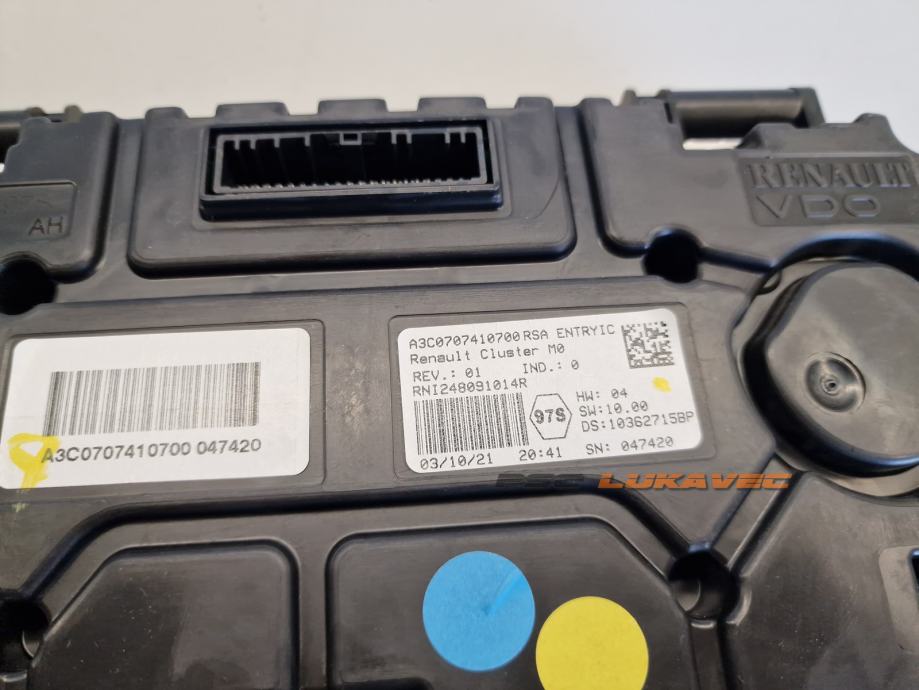 RENAULT
VDO
AH
A3C0707410700 047420
A3C0707410700 RSA ENTRYIC
Renault Cluster M0
REV.: 01 IND.: 0
RNI248091014R
97S
HW: 04
SW:10.00
DS:10362715BP
03/10/21 20:41 SN: 047420
LUKAVEC